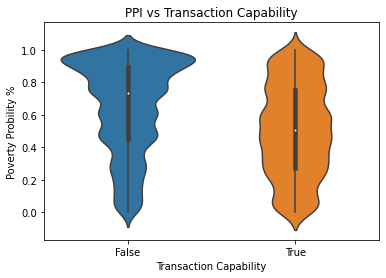 PPI vs Transaction Capability
Poverty Probility %
1.0
0.8
0.6
0.4
0.2
0.0
False
True
Transaction Capability